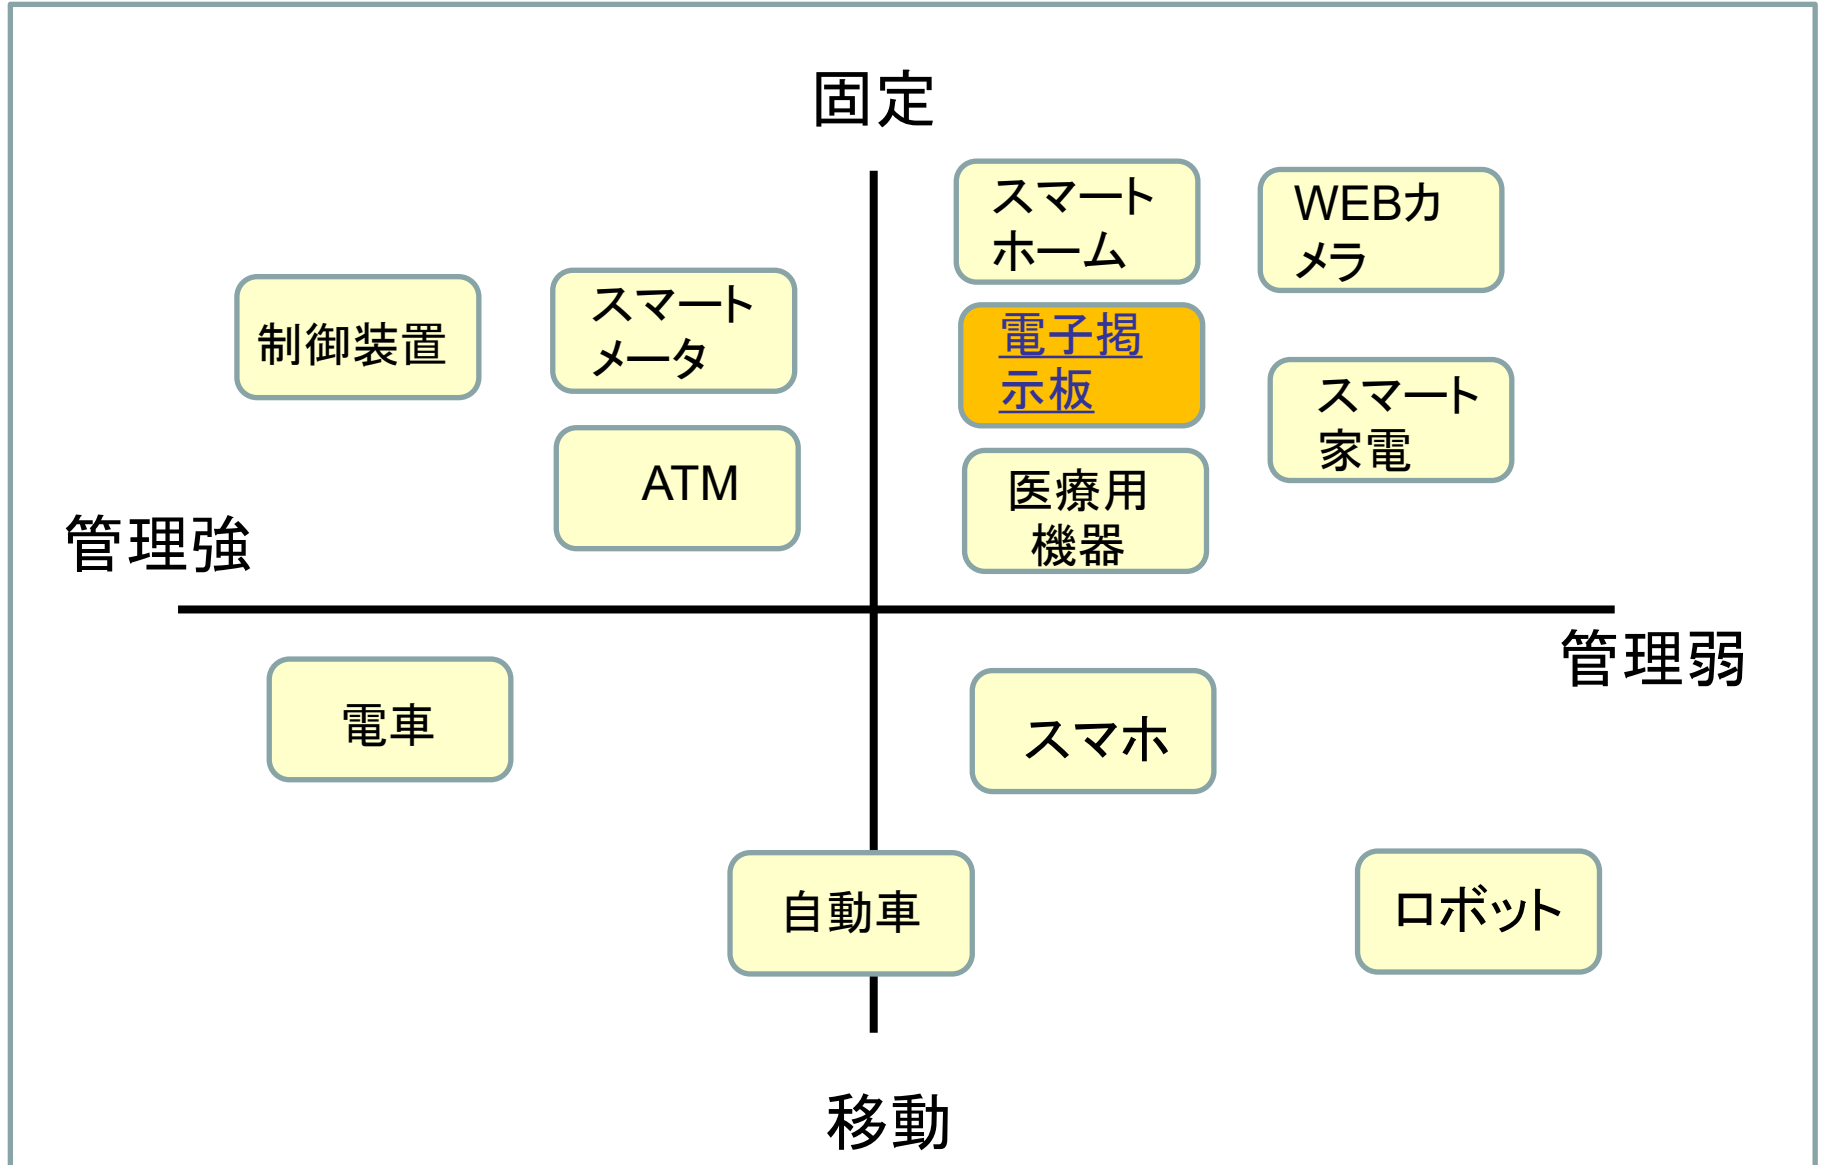 固定
スマート
ホーム
WEBカ
メラ
制御装置
スマート
メータ
電子掲
示板
スマート
家電
ATM
医療用
機器
管理強
管理弱
電車
スマホ
自動車
ロボット
移動